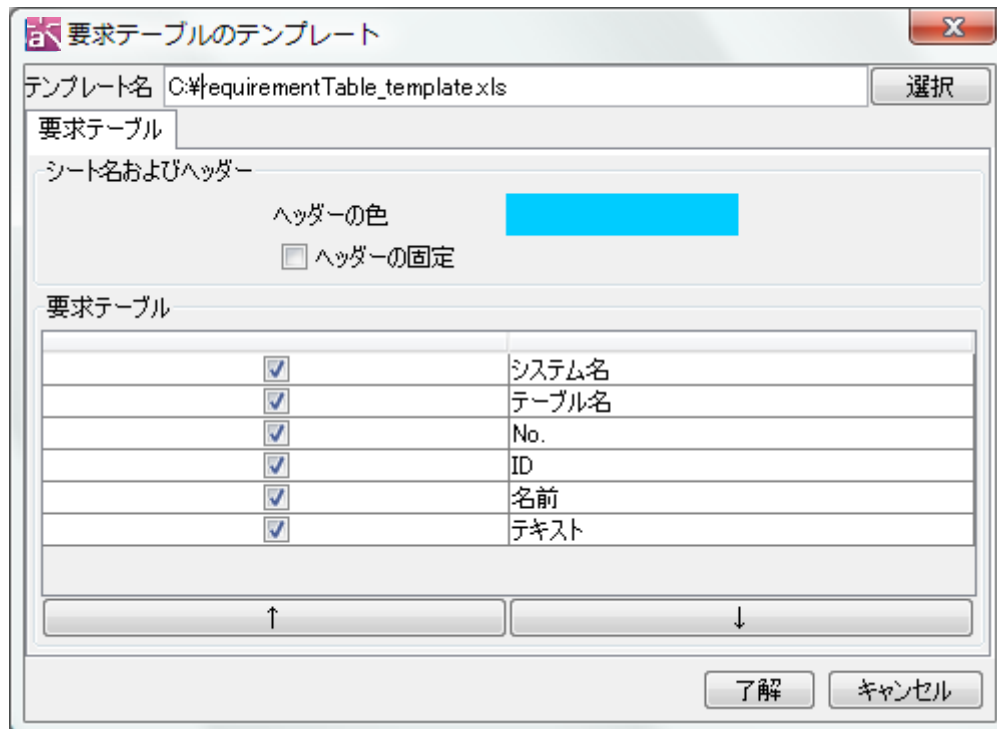 要求テーブルのテンプレート
テンプレート名 C:¥requirementTable_template.xls 選択
要求テーブル
シート名およびヘッダー
ヘッダーの色
ヘッダーの固定
要求テーブル
システム名
テーブル名
No.
ID
名前
テキスト
↑ ↓
了解 キャンセル